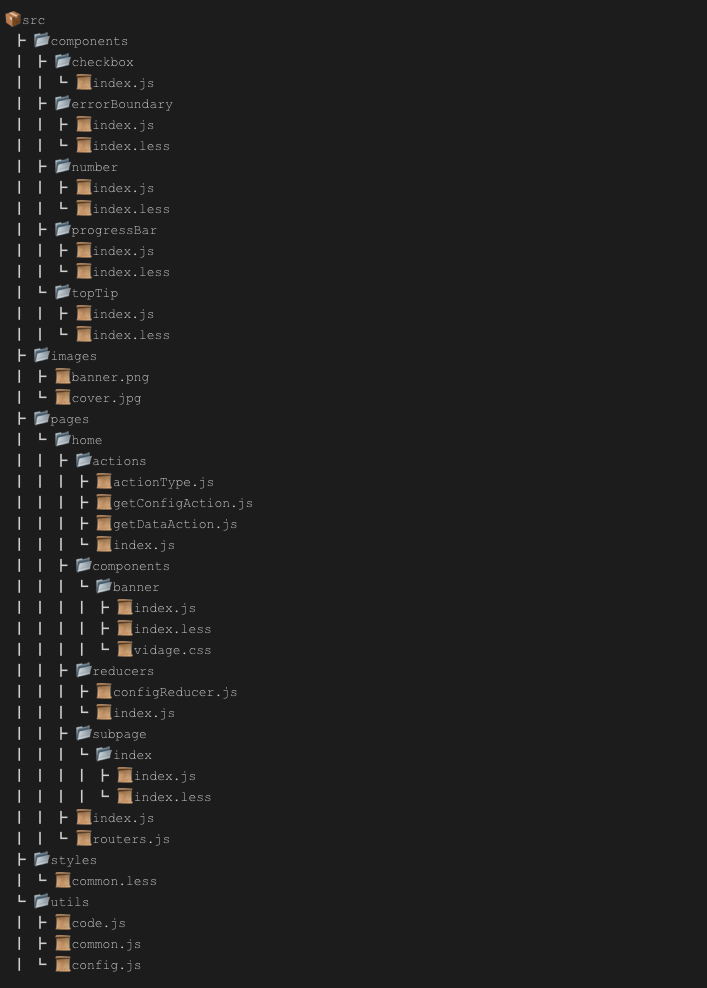 src
components
checkbox
index.js
errorBoundary
index.js
index.less
number
index.js
index.less
progressBar
index.js
index.less
topTip
index.js
index.less
images
banner.png
cover.jpg
pages
home
actions
actionType.js
getConfigAction.js
getDataAction.js
index.js
components
banner
index.js
index.less
vidage.css
reducers
configReducer.js
index.js
subpage
index
index.js
index.less
index.js
routers.js
styles
common.less
utils
code.js
common.js
config.js